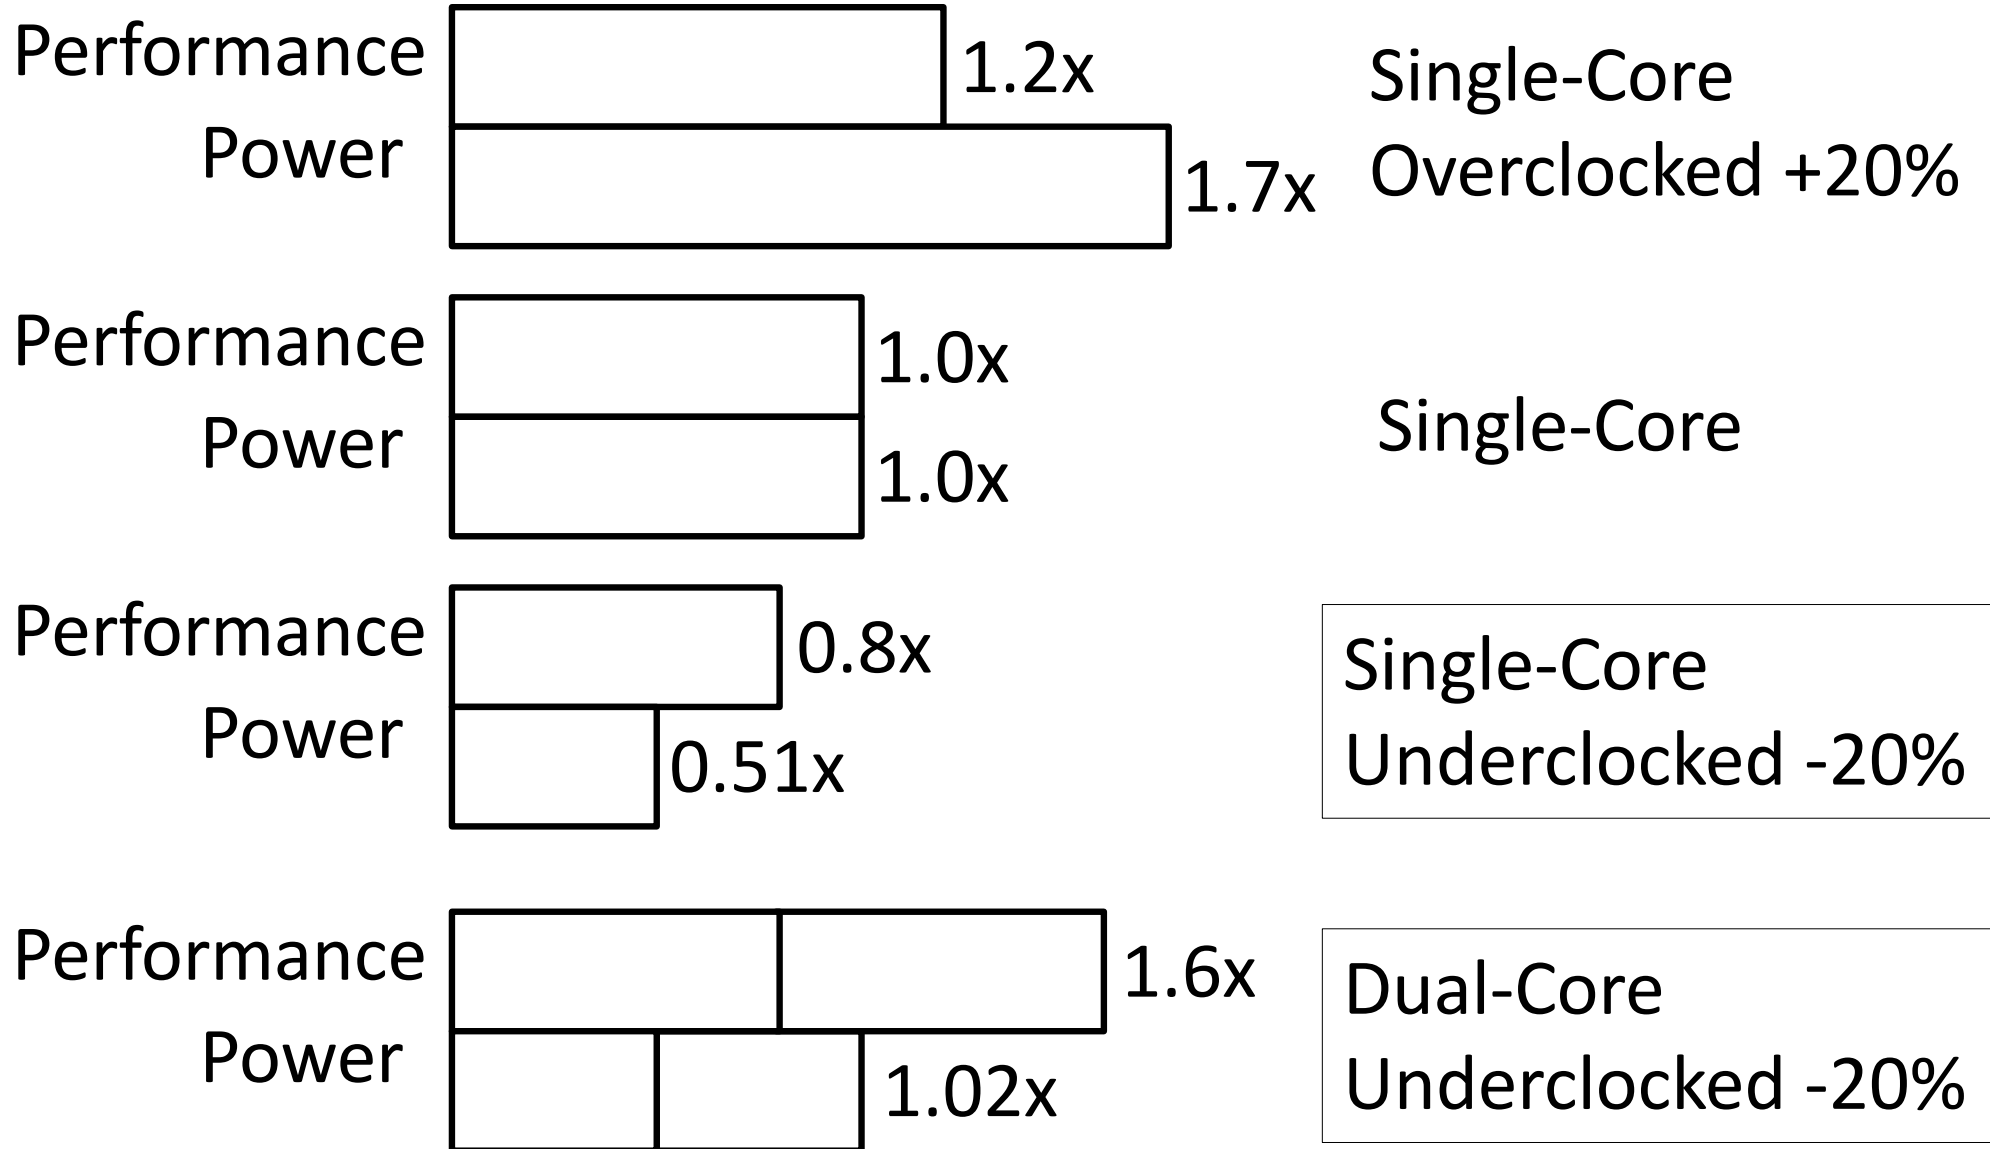 Performance
1.2x
Power
1.7x
Single-Core
Overclocked +20%
Performance
1.0x
Power
1.0x
Single-Core
Performance
0.8x
Power
0.51x
Single-Core
Underclocked -20%
Performance
1.6x
Power
1.02x
Dual-Core
Underclocked -20%